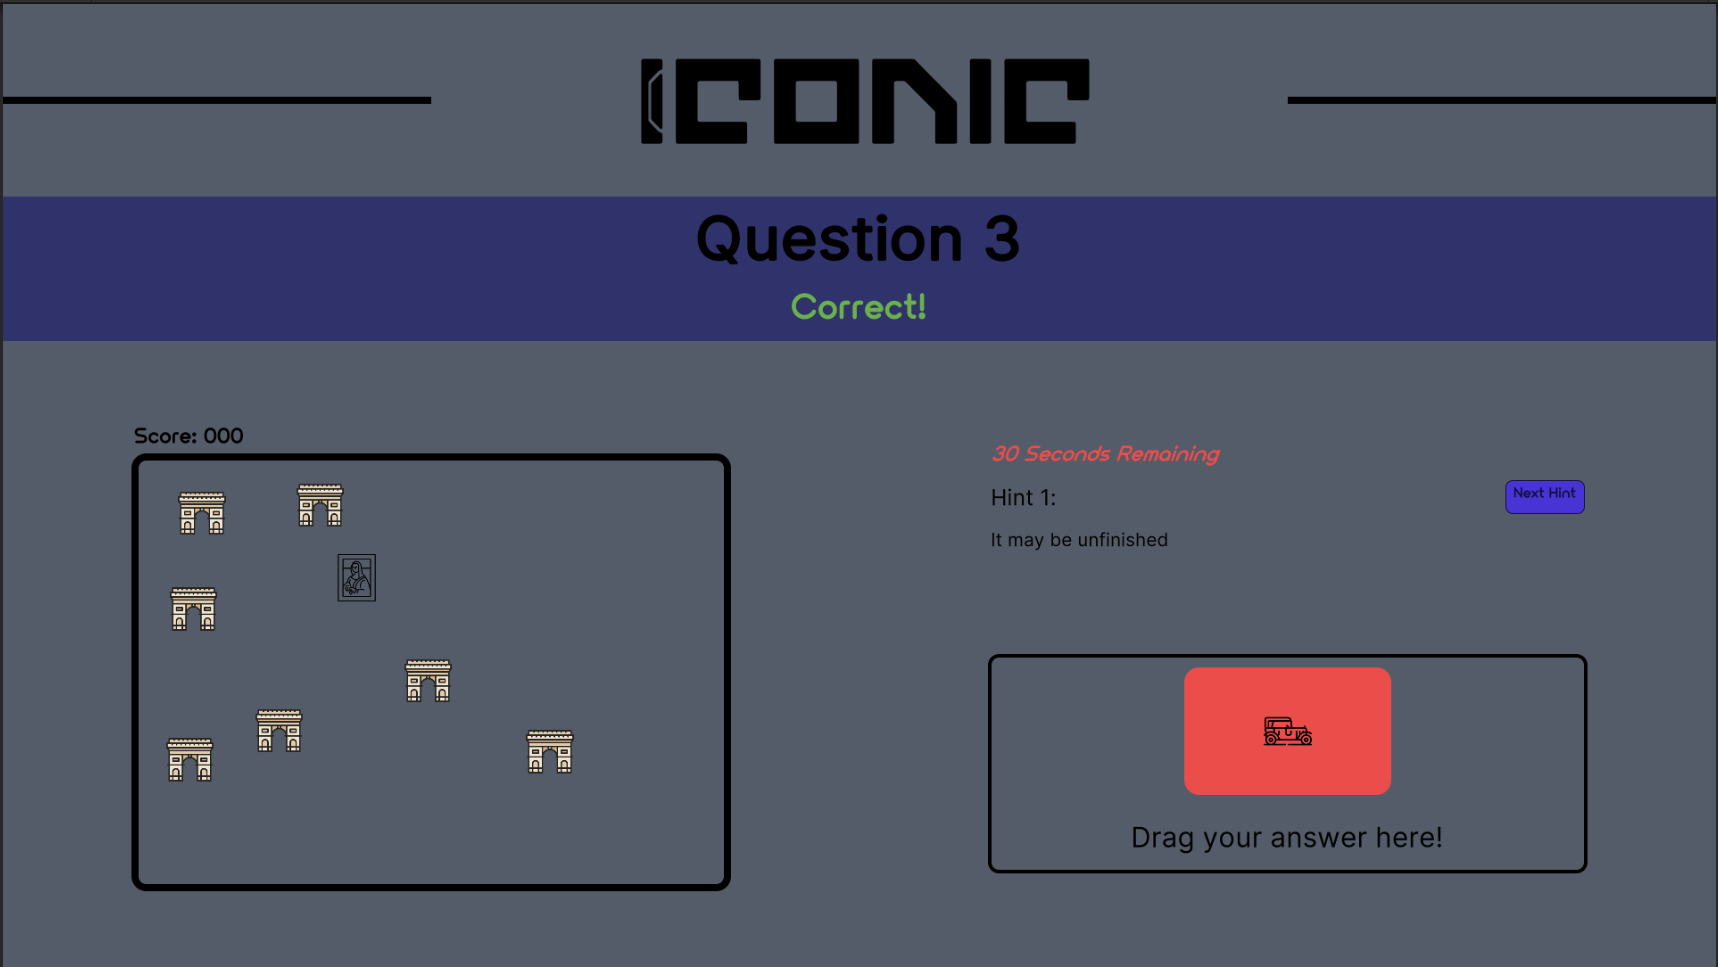 ICONIC
Question 3
Correct!
Score: 000
30 Seconds Remaining
Hint 1:
Next Hint
It may be unfinished
Drag your answer here!